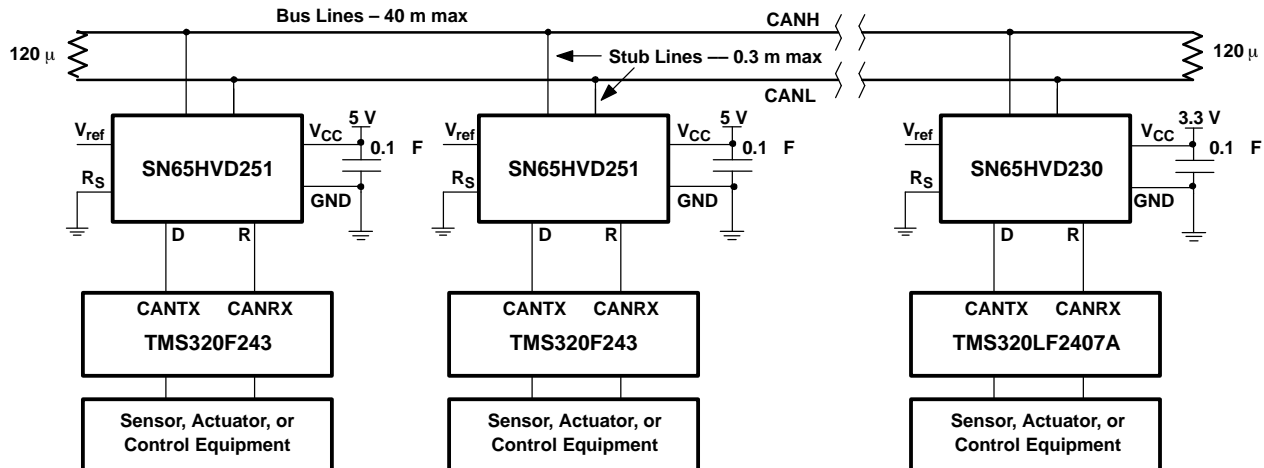 Bus Lines – 40 m max
CANH
120 μ
Stub Lines –– 0.3 m max
120 μ
CANL
Vref
VCC
5 V
0.1 F
SN65HVD251
RS
GND
D
R
Vref
VCC
5 V
0.1 F
SN65HVD251
RS
GND
D
R
Vref
VCC
3.3 V
0.1 F
SN65HVD230
RS
GND
D
R
CANTX CANRX
TMS320F243
CANTX CANRX
TMS320F243
CANTX CANRX
TMS320LF2407A
Sensor, Actuator, or
Control Equipment
Sensor, Actuator, or
Control Equipment
Sensor, Actuator, or
Control Equipment